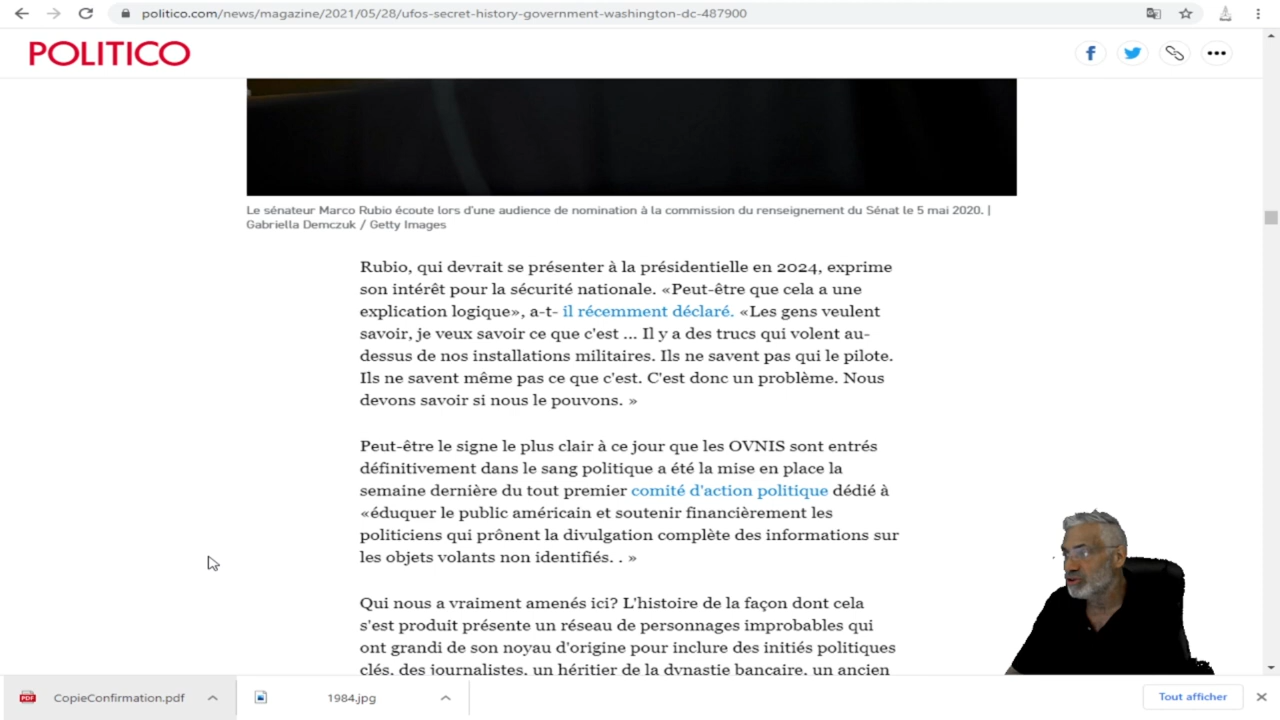 politico.com/news/magazine/2021/05/28/ufos-secret-history-government-washington-dc-487900
POLITICO
Le sénateur Marco Rubio écoute lors d'une audience de nomination à la commission du renseignement du Sénat le 5 mai 2020. |
Gabriella Demczuk / Getty Images
Rubio, qui devrait se présenter à la présidentielle en 2024, exprime
son intérêt pour la sécurité nationale. «Peut-être que cela a une
explication logique», a-t- il récemment déclaré. «Les gens veulent
savoir, je veux savoir ce que c'est ... Il y a des trucs qui volent au-
dessus de nos installations militaires. Ils ne savent pas qui le pilote.
Ils ne savent même pas ce que c'est. C'est donc un problème. Nous
devons savoir si nous le pouvons. »
Peut-être le signe le plus clair à ce jour que les OVNIS sont entrés
définitivement dans le sang politique a été la mise en place la
semaine dernière du tout premier comité d'action politique dédié à
«éduquer le public américain et soutenir financièrement les
politiciens qui prônent la divulgation complète des informations sur
les objets volants non identifiés. . »
Qui nous a vraiment amenés ici? L'histoire de la façon dont cela
s'est produit présente un réseau de personnages improbables qui
ont grandi de son noyau d'origine pour inclure des initiés politiques
clés, des journalistes, un héritier de la dynastie bancaire, un ancien
PDF CopieConfirmation.pdf
1984.jpg
Tout afficher